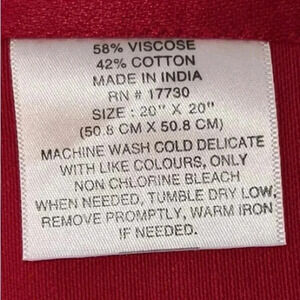 58% VISCOSE
42% COTTON
MADE IN INDIA
RN # 17730
SIZE : 20" X 20"
(50.8 CM X 50.8 CM)
MACHINE WASH COLD DELICATE
WITH LIKE COLOURS, ONLY
NON CHLORINE BLEACH
WHEN NEEDED, TUMBLE DRY LOW,
REMOVE PROMPTLY, WARM IRON
IF NEEDED.